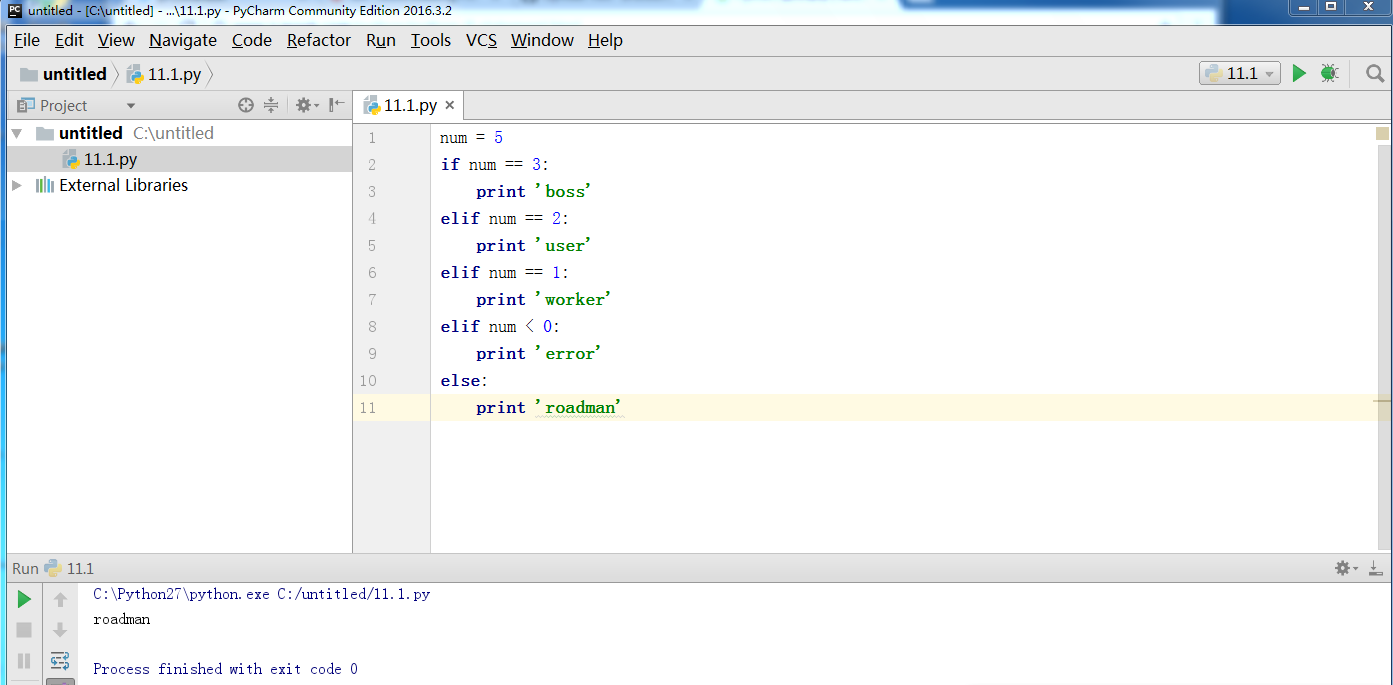 untitled - [C:\untitled] - ...\11.1.py - PyCharm Community Edition 2016.3.2
File Edit View Navigate Code Refactor Run Tools VCS Window Help
untitled 11.1.py 11.1
Project 11.1.py
untitled C:\untitled
11.1.py
External Libraries
1 num = 5
2 if num == 3:
3 print 'boss'
4 elif num == 2:
5 print 'user'
6 elif num == 1:
7 print 'worker'
8 elif num < 0:
9 print 'error'
10 else:
11 print 'roadman'
Run 11.1
C:\Python27\python.exe C:/untitled/11.1.py
roadman
Process finished with exit code 0